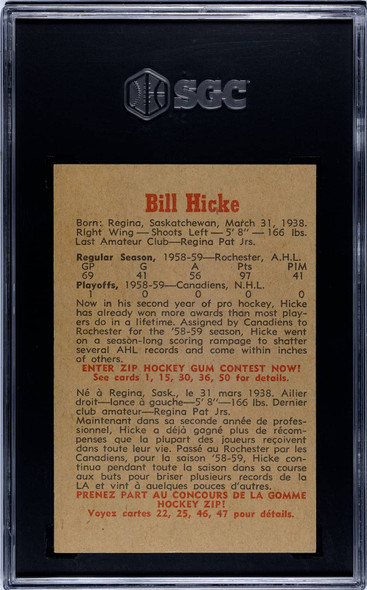 SGC
Bill Hicke
Born: Regina, Saskatchewan, March 31, 1938.
Right Wing — Shoots Left — 5' 8" — 166 lbs.
Last Amateur Club—Regina Pat Jrs.
Regular Season, 1958-59—Rochester, A.H.L.
GP G A Pts PIM
69 41 56 97 41
Playoffs, 1958-59—Canadiens, N.H.L.
1 0 0 0 0
Now in his second year of pro hockey, Hicke
has already won more awards than most play-
ers do in a lifetime. Assigned by Canadiens to
Rochester for the '58-59 season, Hicke went
on a season-long scoring rampage to shatter
several AHL records and come within inches
of others.
ENTER ZIP HOCKEY GUM CONTEST NOW!
See cards 1, 15, 30, 36, 50 for details.
Né à Regina, Sask., le 31 mars 1938. Ailier
droit—lance à gauche—5' 8"—166 lbs. Dernier
club amateur—Regina Pat Jrs.
Maintenant dans sa seconde année de profes-
sionnel, Hicke a déjà gagné plus de récom-
penses que la plupart des joueurs reçoivent
dans toute leur vie. Passé au Rochester par les
Canadiens, pour la saison '58-59, Hicke con-
tinua pendant toute la saison dans sa course
aux buts pour briser plusieurs records de la
LA et vint à quelques pouces d'autres.
PRENEZ PART AU CONCOURS DE LA GOMME
HOCKEY ZIP!
Voyez cartes 22, 25, 46, 47 pour détails.